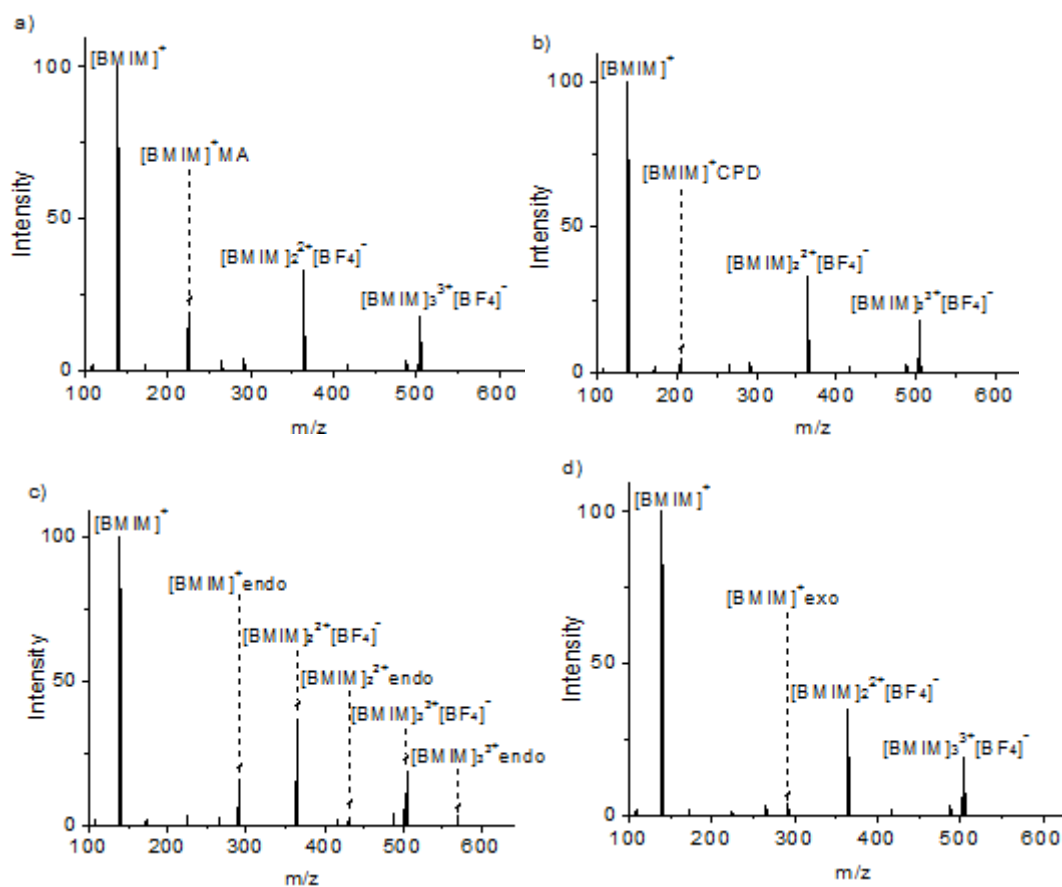 a)
[BMIM]⁺
[BMIM]⁺MA
[BMIM]₂²⁺[BF₄]⁻
[BMIM]₃³⁺[BF₄]⁻
Intensity
100
50
0
100 200 300 400 500 600
m/z
b)
[BMIM]⁺
[BMIM]⁺CPD
[BMIM]₂²⁺[BF₄]⁻
[BMIM]₃²⁺[BF₄]⁻
Intensity
100
50
0
100 200 300 400 500 600
m/z
c)
[BMIM]⁺
[BMIM]⁺endo
[BMIM]₂²⁺[BF₄]⁻
[BMIM]₂²⁺endo
[BMIM]₃²⁺[BF₄]⁻
[BMIM]₃²⁺endo
Intensity
100
50
0
100 200 300 400 500 600
m/z
d)
[BMIM]⁺
[BMIM]⁺exo
[BMIM]₂²⁺[BF₄]⁻
[BMIM]₃³⁺[BF₄]⁻
Intensity
100
50
0
100 200 300 400 500 600
m/z